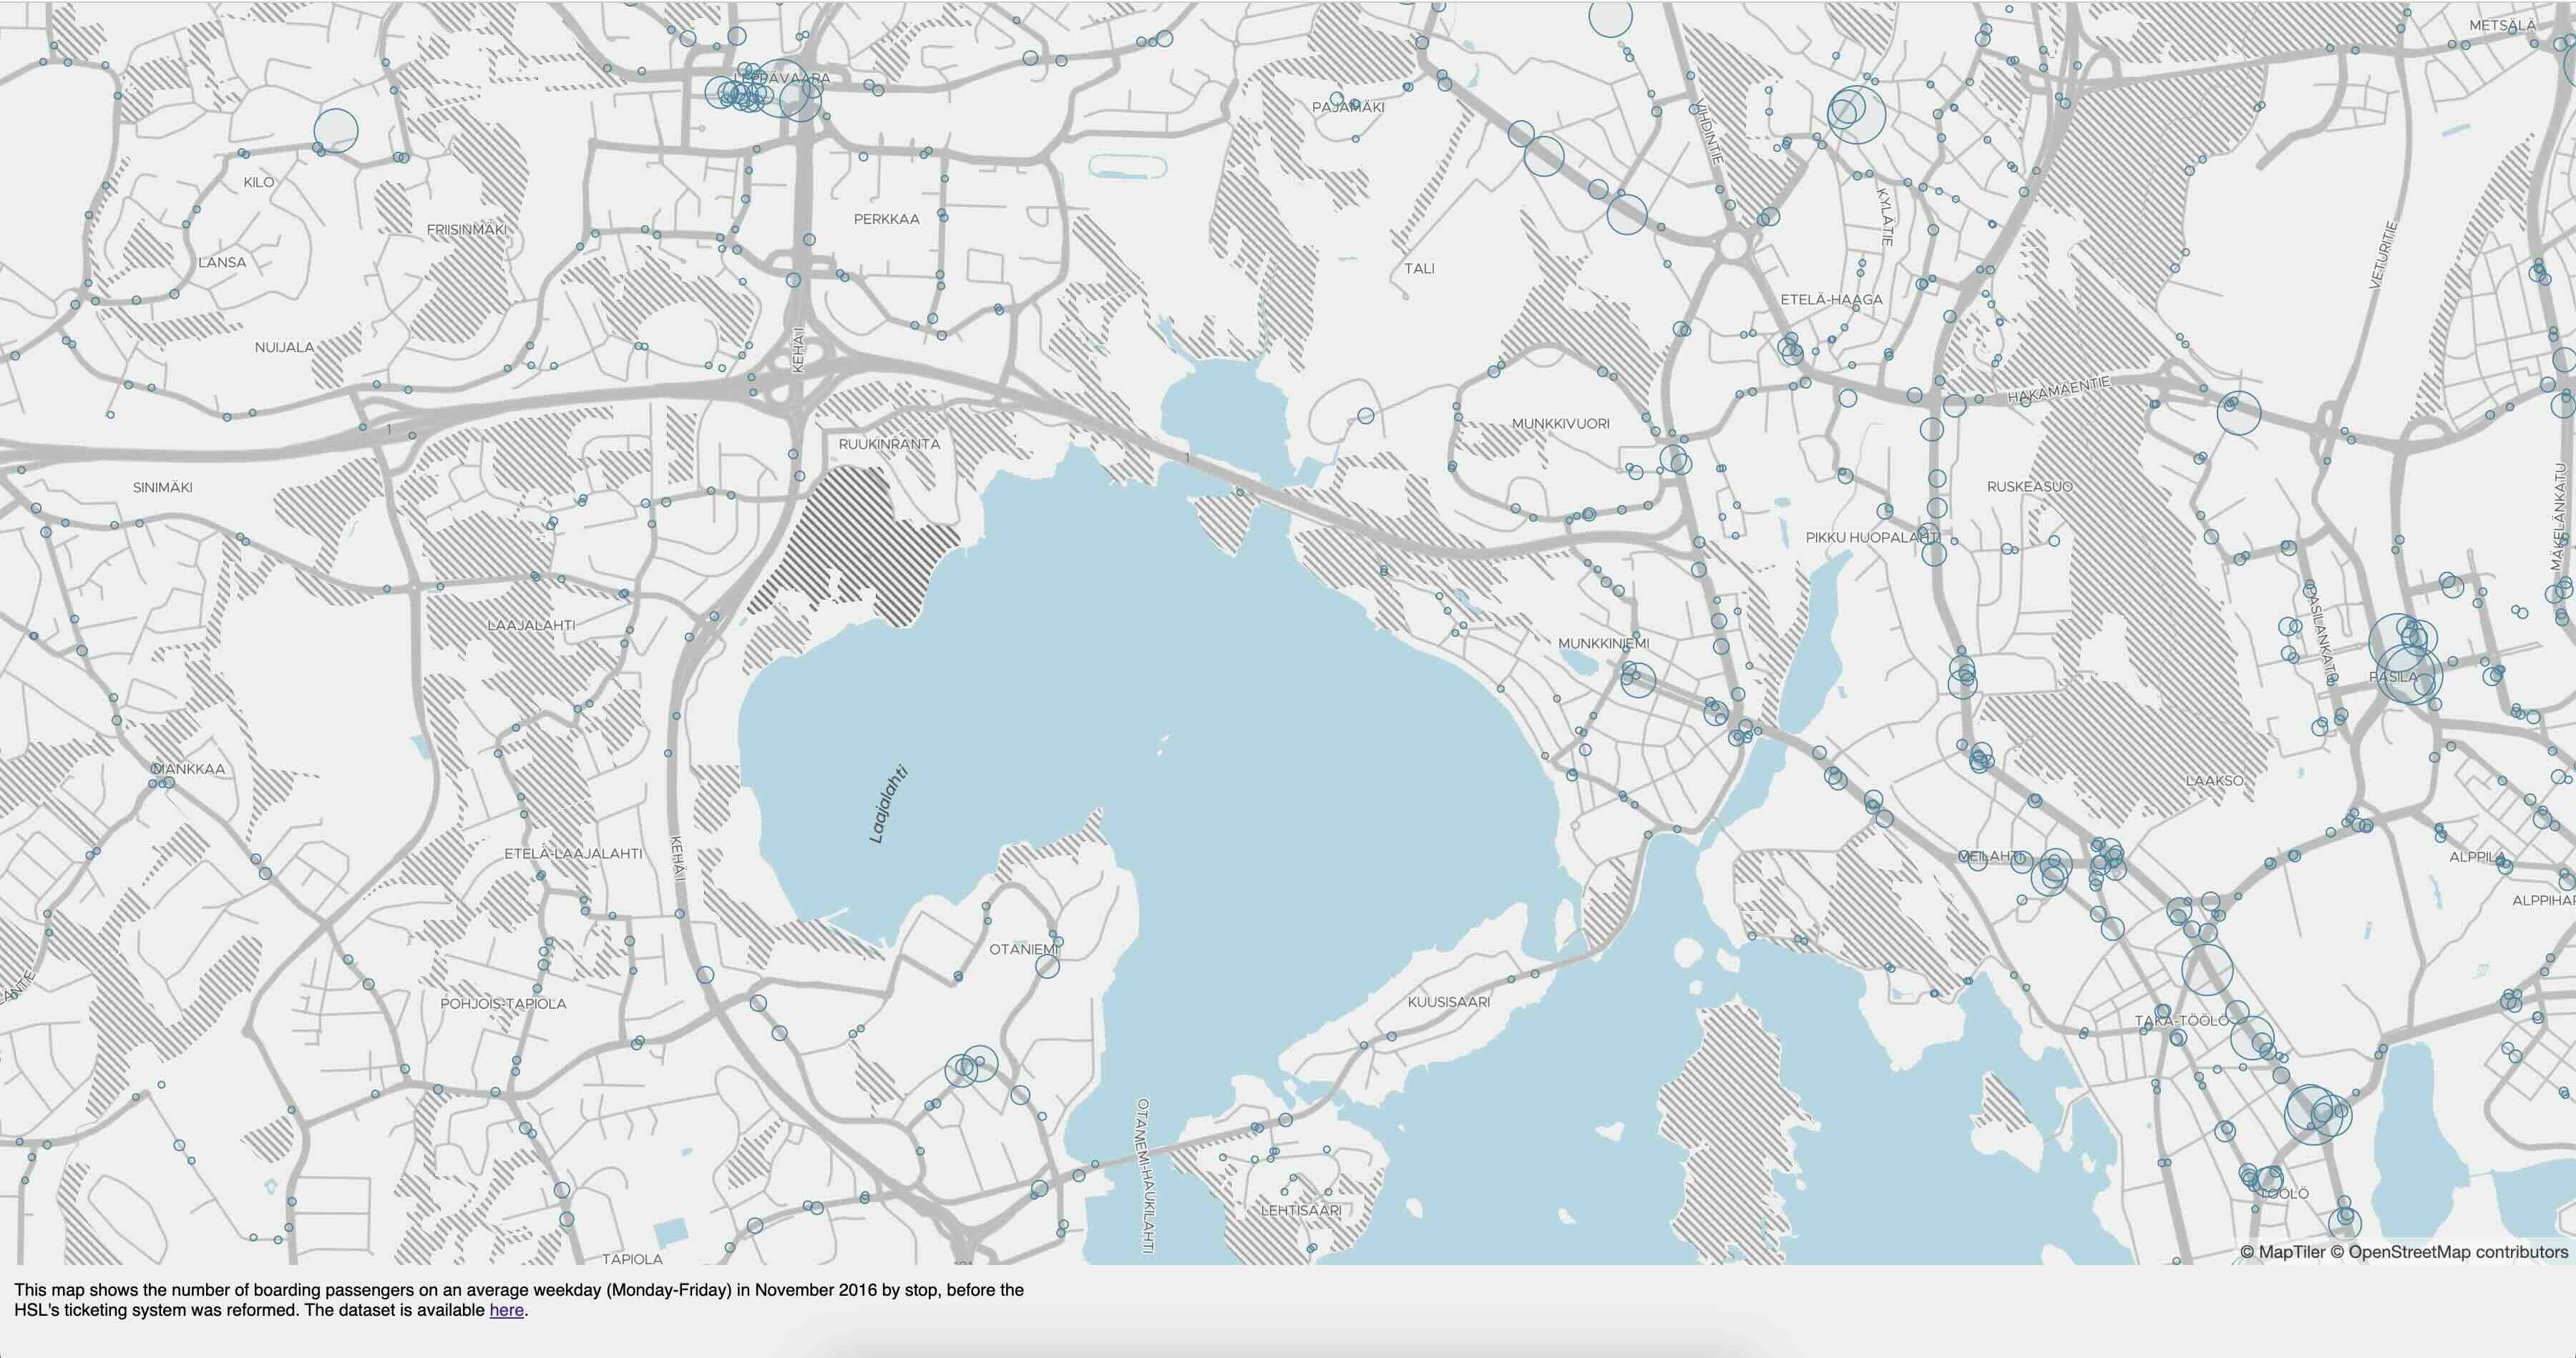 METSÄLÄ
LEPPÄVAARA
PAJAMÄKI
VIHDINTIE
KILO
FRIISINMÄKI
PERKKAA
KYLÄTIE
LANSA
TALI
VETURITIE
ETELÄ-HAAGA
NUIJALA
KEHÄ I
HAKAMÄENTIE
1
RUUKINRANTA
MUNKKIVUORI
1
SINIMÄKI
RUSKEASUO
MÄKELÄNKATU
PIKKU HUOPALAHTI
LAAJALAHTI
MUNKKINIEMI
PASILANKATU
PASILA
MANKKAA
Laajalahti
LAAKSO
ETELÄ-LAAJALAHTI
KEHÄ I
MEILAHTI
ALPPILA
ALPPIHAR
OTANIEMI
LÄNTIE
POHJOIS-TAPIOLA
KUUSISAARI
TAKA-TÖÖLÖ
OTANIEMI-HAUKILAHTI
LEHTISAARI
TÖÖLÖ
TAPIOLA
© MapTiler © OpenStreetMap contributors
This map shows the number of boarding passengers on an average weekday (Monday-Friday) in November 2016 by stop, before the
HSL's ticketing system was reformed. The dataset is available here.